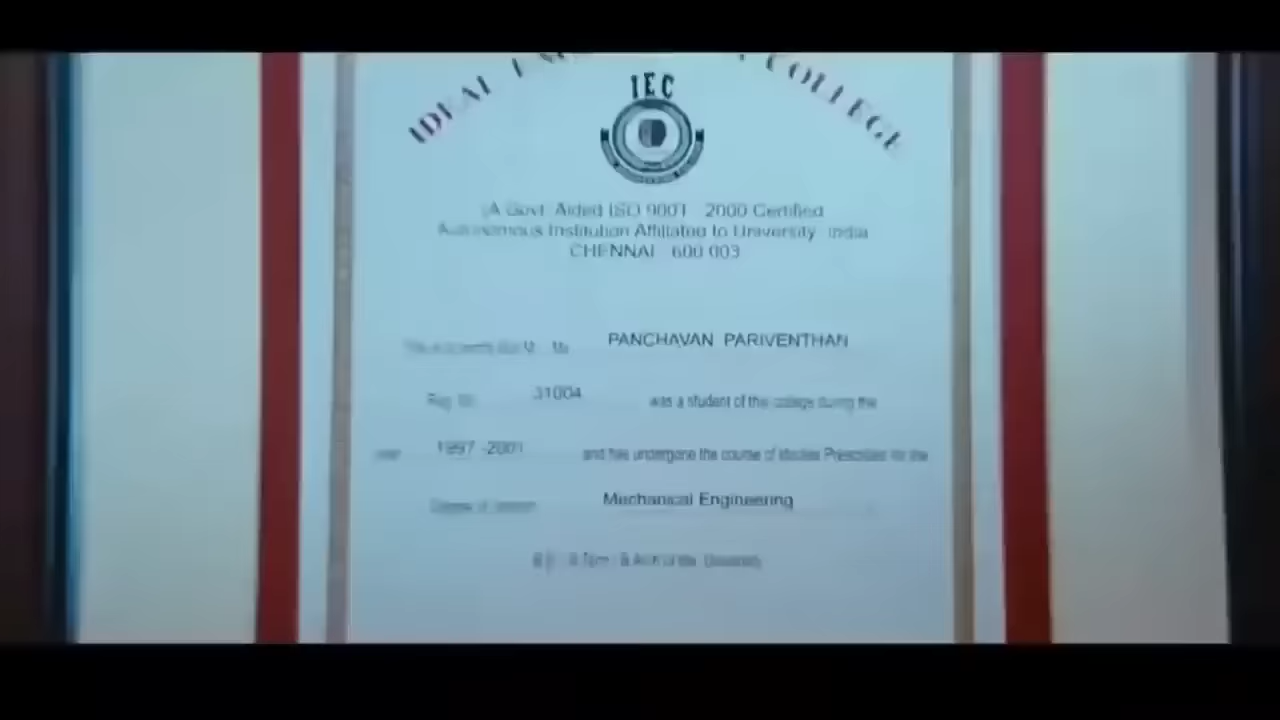 IDEAL COLLEGE
IEC
(A Govt. Aided ISO 9001 2000 Certified
Autonomous Institution Affiliated to University India
CHENNAI 600 003
PANCHAVAN PARIVENTHAN
31004 was a student of the college during the
1997 -2001 and has undergone the course of studies Prescribed for the
Mechanical Engineering